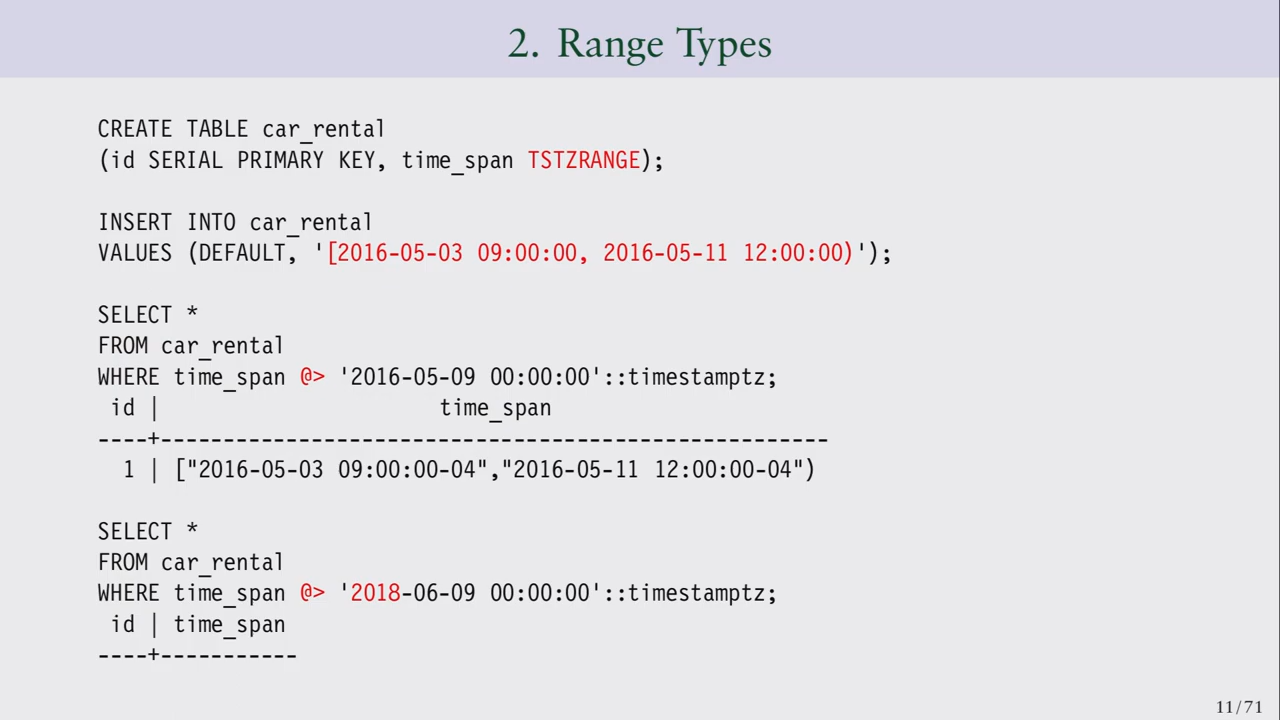 2. Range Types
CREATE TABLE car_rental
(id SERIAL PRIMARY KEY, time_span TSTZRANGE);
INSERT INTO car_rental
VALUES (DEFAULT, '[2016-05-03 09:00:00, 2016-05-11 12:00:00)');
SELECT *
FROM car_rental
WHERE time_span @> '2016-05-09 00:00:00'::timestamptz;
 id |                      time_span
----+-----------------------------------------------------
  1 | ["2016-05-03 09:00:00-04","2016-05-11 12:00:00-04")
SELECT *
FROM car_rental
WHERE time_span @> '2018-06-09 00:00:00'::timestamptz;
 id | time_span
----+-----------
11/71